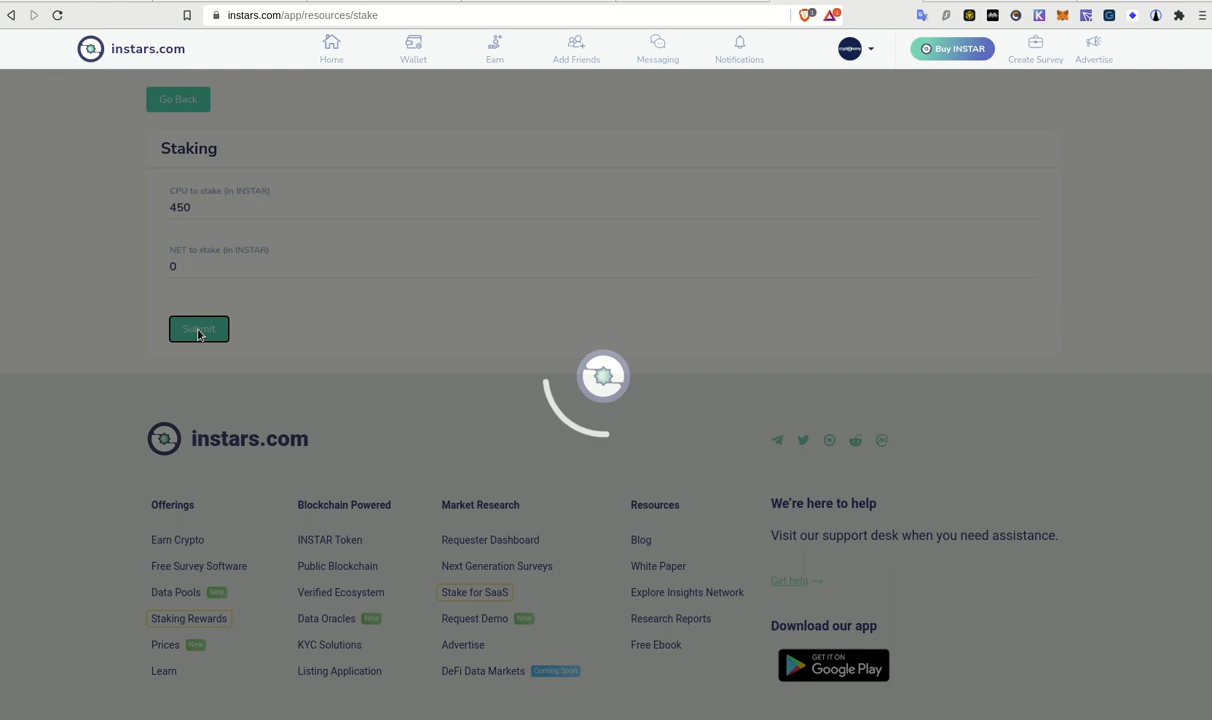 instars.com/app/resources/stake
instars.com
Home
Wallet
Earn
Add Friends
Messaging
Notifications
Buy INSTAR
Create Survey
Advertise
Go Back
Staking
CPU to stake (in INSTAR)
450
NET to stake (in INSTAR)
0
Submit
instars.com
Offerings
Blockchain Powered
Market Research
Resources
We're here to help
Earn Crypto
INSTAR Token
Requester Dashboard
Blog
Visit our support desk when you need assistance.
Free Survey Software
Public Blockchain
Next Generation Surveys
White Paper
Data Pools New
Verified Ecosystem
Stake for SaaS
Explore Insights Network
Get help →
Staking Rewards
Data Oracles New
Request Demo New
Research Reports
Download our app
Prices New
KYC Solutions
Advertise
Free Ebook
GET IT ON
Google Play
Learn
Listing Application
DeFi Data Markets Coming Soon